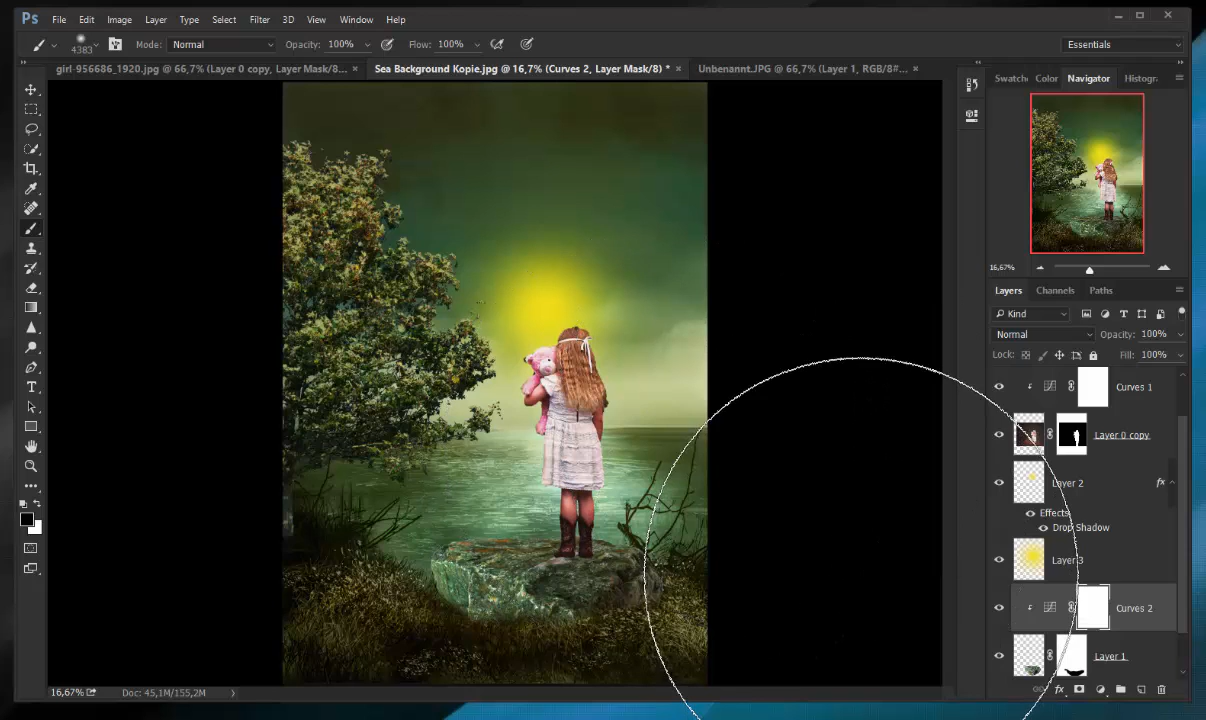 Ps File Edit Image Layer Type Select Filter 3D View Window Help
4383 Mode: Normal Opacity: 100% Flow: 100% Essentials
girl-956686_1920.jpg @ 66,7% (Layer 0 copy, Layer Mask/8... × Sea Background Kopie.jpg @ 16,7% (Curves 2, Layer Mask/8) * × Unbenannt.JPG @ 66,7% (Layer 1, RGB/8#... ×
Swatch Color Navigator Histogr
16,67%
Layers Channels Paths
Kind
Normal Opacity: 100%
Lock: Fill: 100%
Curves 1
Layer 0 copy
Layer 2 fx
Effects
Drop Shadow
Layer 3
Curves 2
Layer 1
16,67% Doc: 45,1M/155,2M
fx